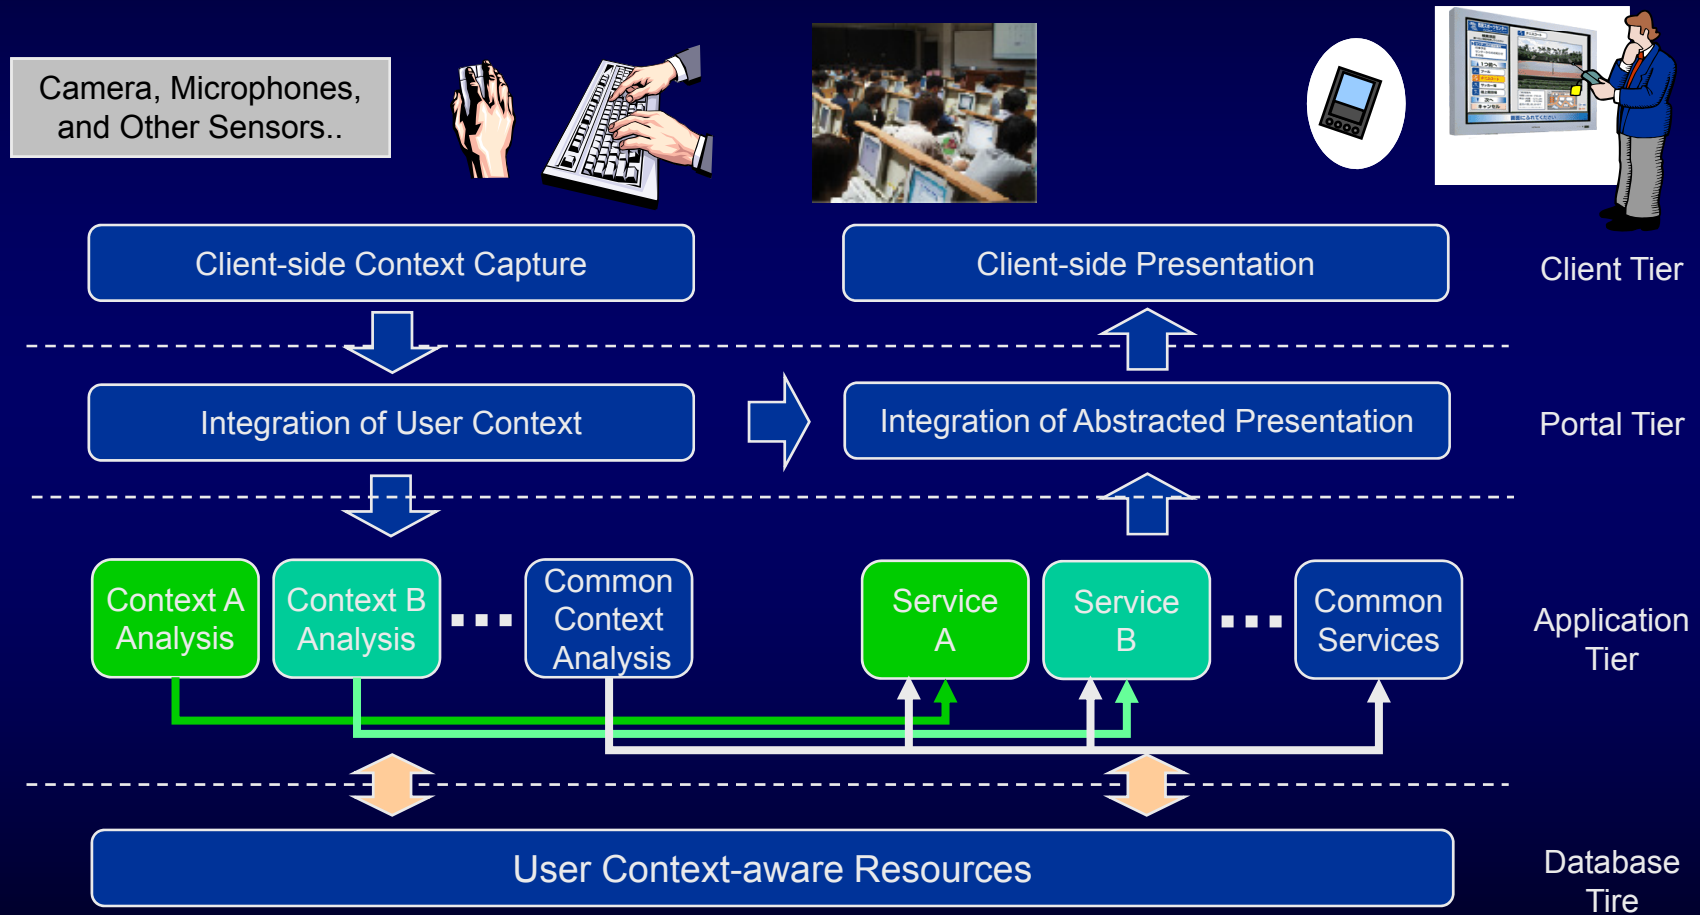 Camera, Microphones,
and Other Sensors..
Client-side Context Capture
Client-side Presentation
Client Tier
Integration of User Context
Integration of Abstracted Presentation
Portal Tier
Context A
Analysis
Context B
Analysis
Common
Context
Analysis
Service
A
Service
B
Common
Services
Application
Tier
User Context-aware Resources
Database
Tire